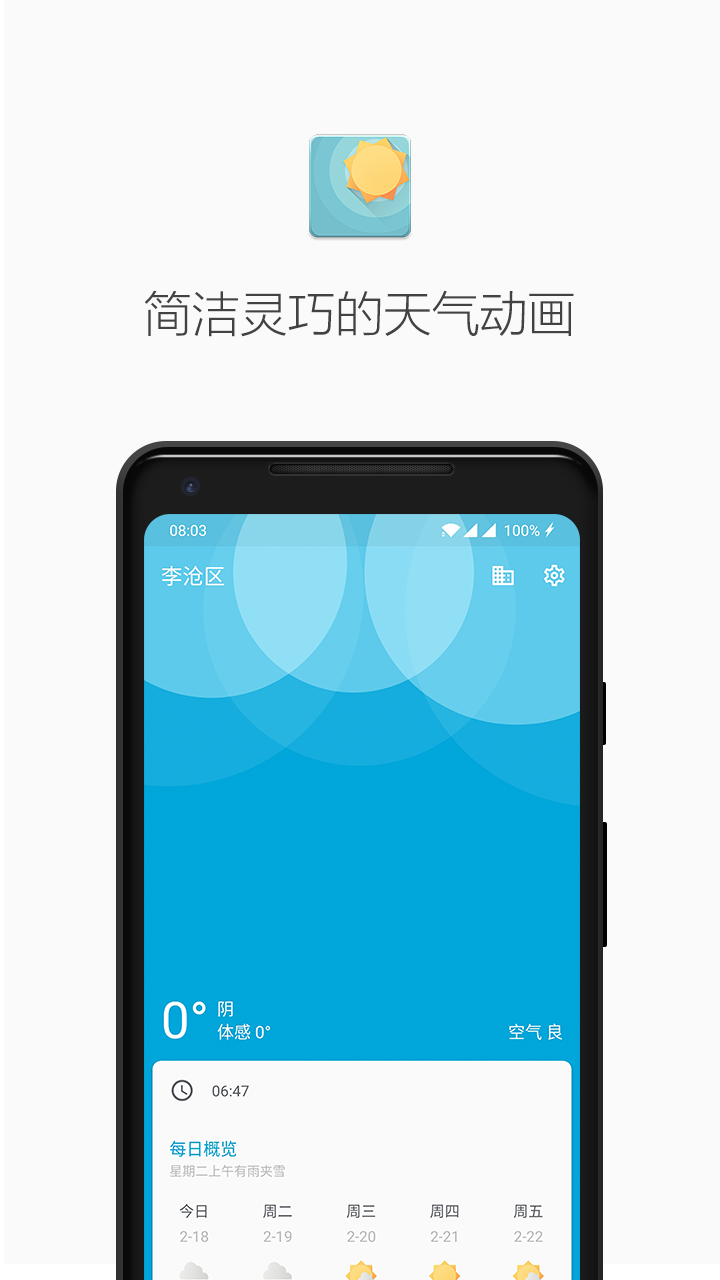 简洁灵巧的天气动画
08:03 100%
李沧区
0° 阴
体感 0°
空气 良
06:47
每日概览
星期二上午有雨夹雪
今日 周二 周三 周四 周五
2-18 2-19 2-20 2-21 2-22